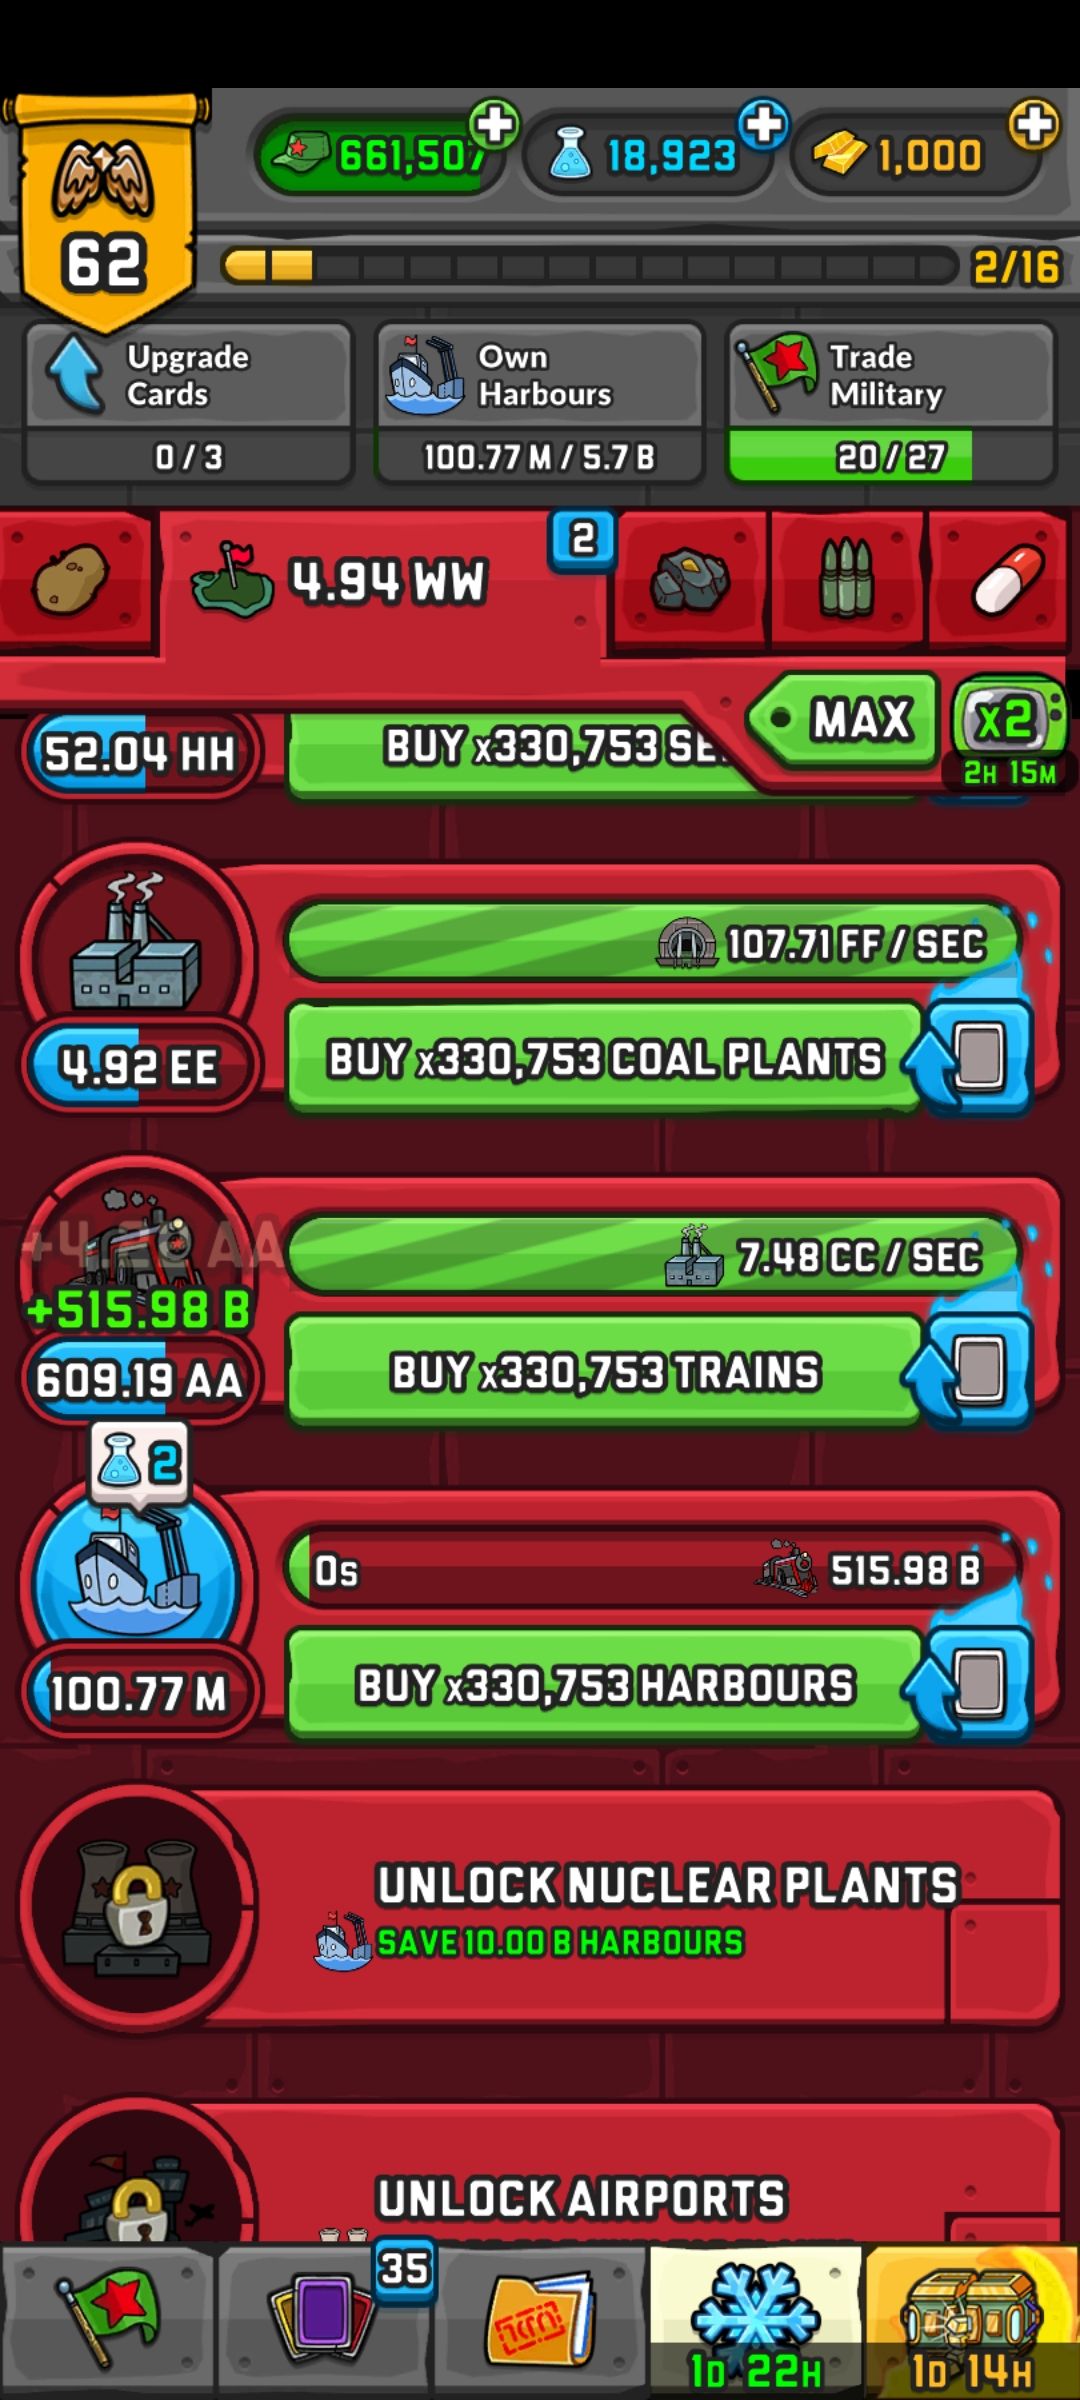 661,507
18,923
1,000
62
2/16
Upgrade
Cards
0 / 3
Own
Harbours
100.77 M / 5.7 B
Trade
Military
20 / 27
4.94 WW
2
MAX
x2
2H 15M
52.04 HH
BUY x330,753 SE
107.71 FF / SEC
4.92 EE
BUY x330,753 COAL PLANTS
7.48 CC / SEC
+515.98 B
609.19 AA
BUY x330,753 TRAINS
2
0s
515.98 B
100.77 M
BUY x330,753 HARBOURS
UNLOCK NUCLEAR PLANTS
SAVE 10.00 B HARBOURS
UNLOCK AIRPORTS
35
1D 22H
1D 14H